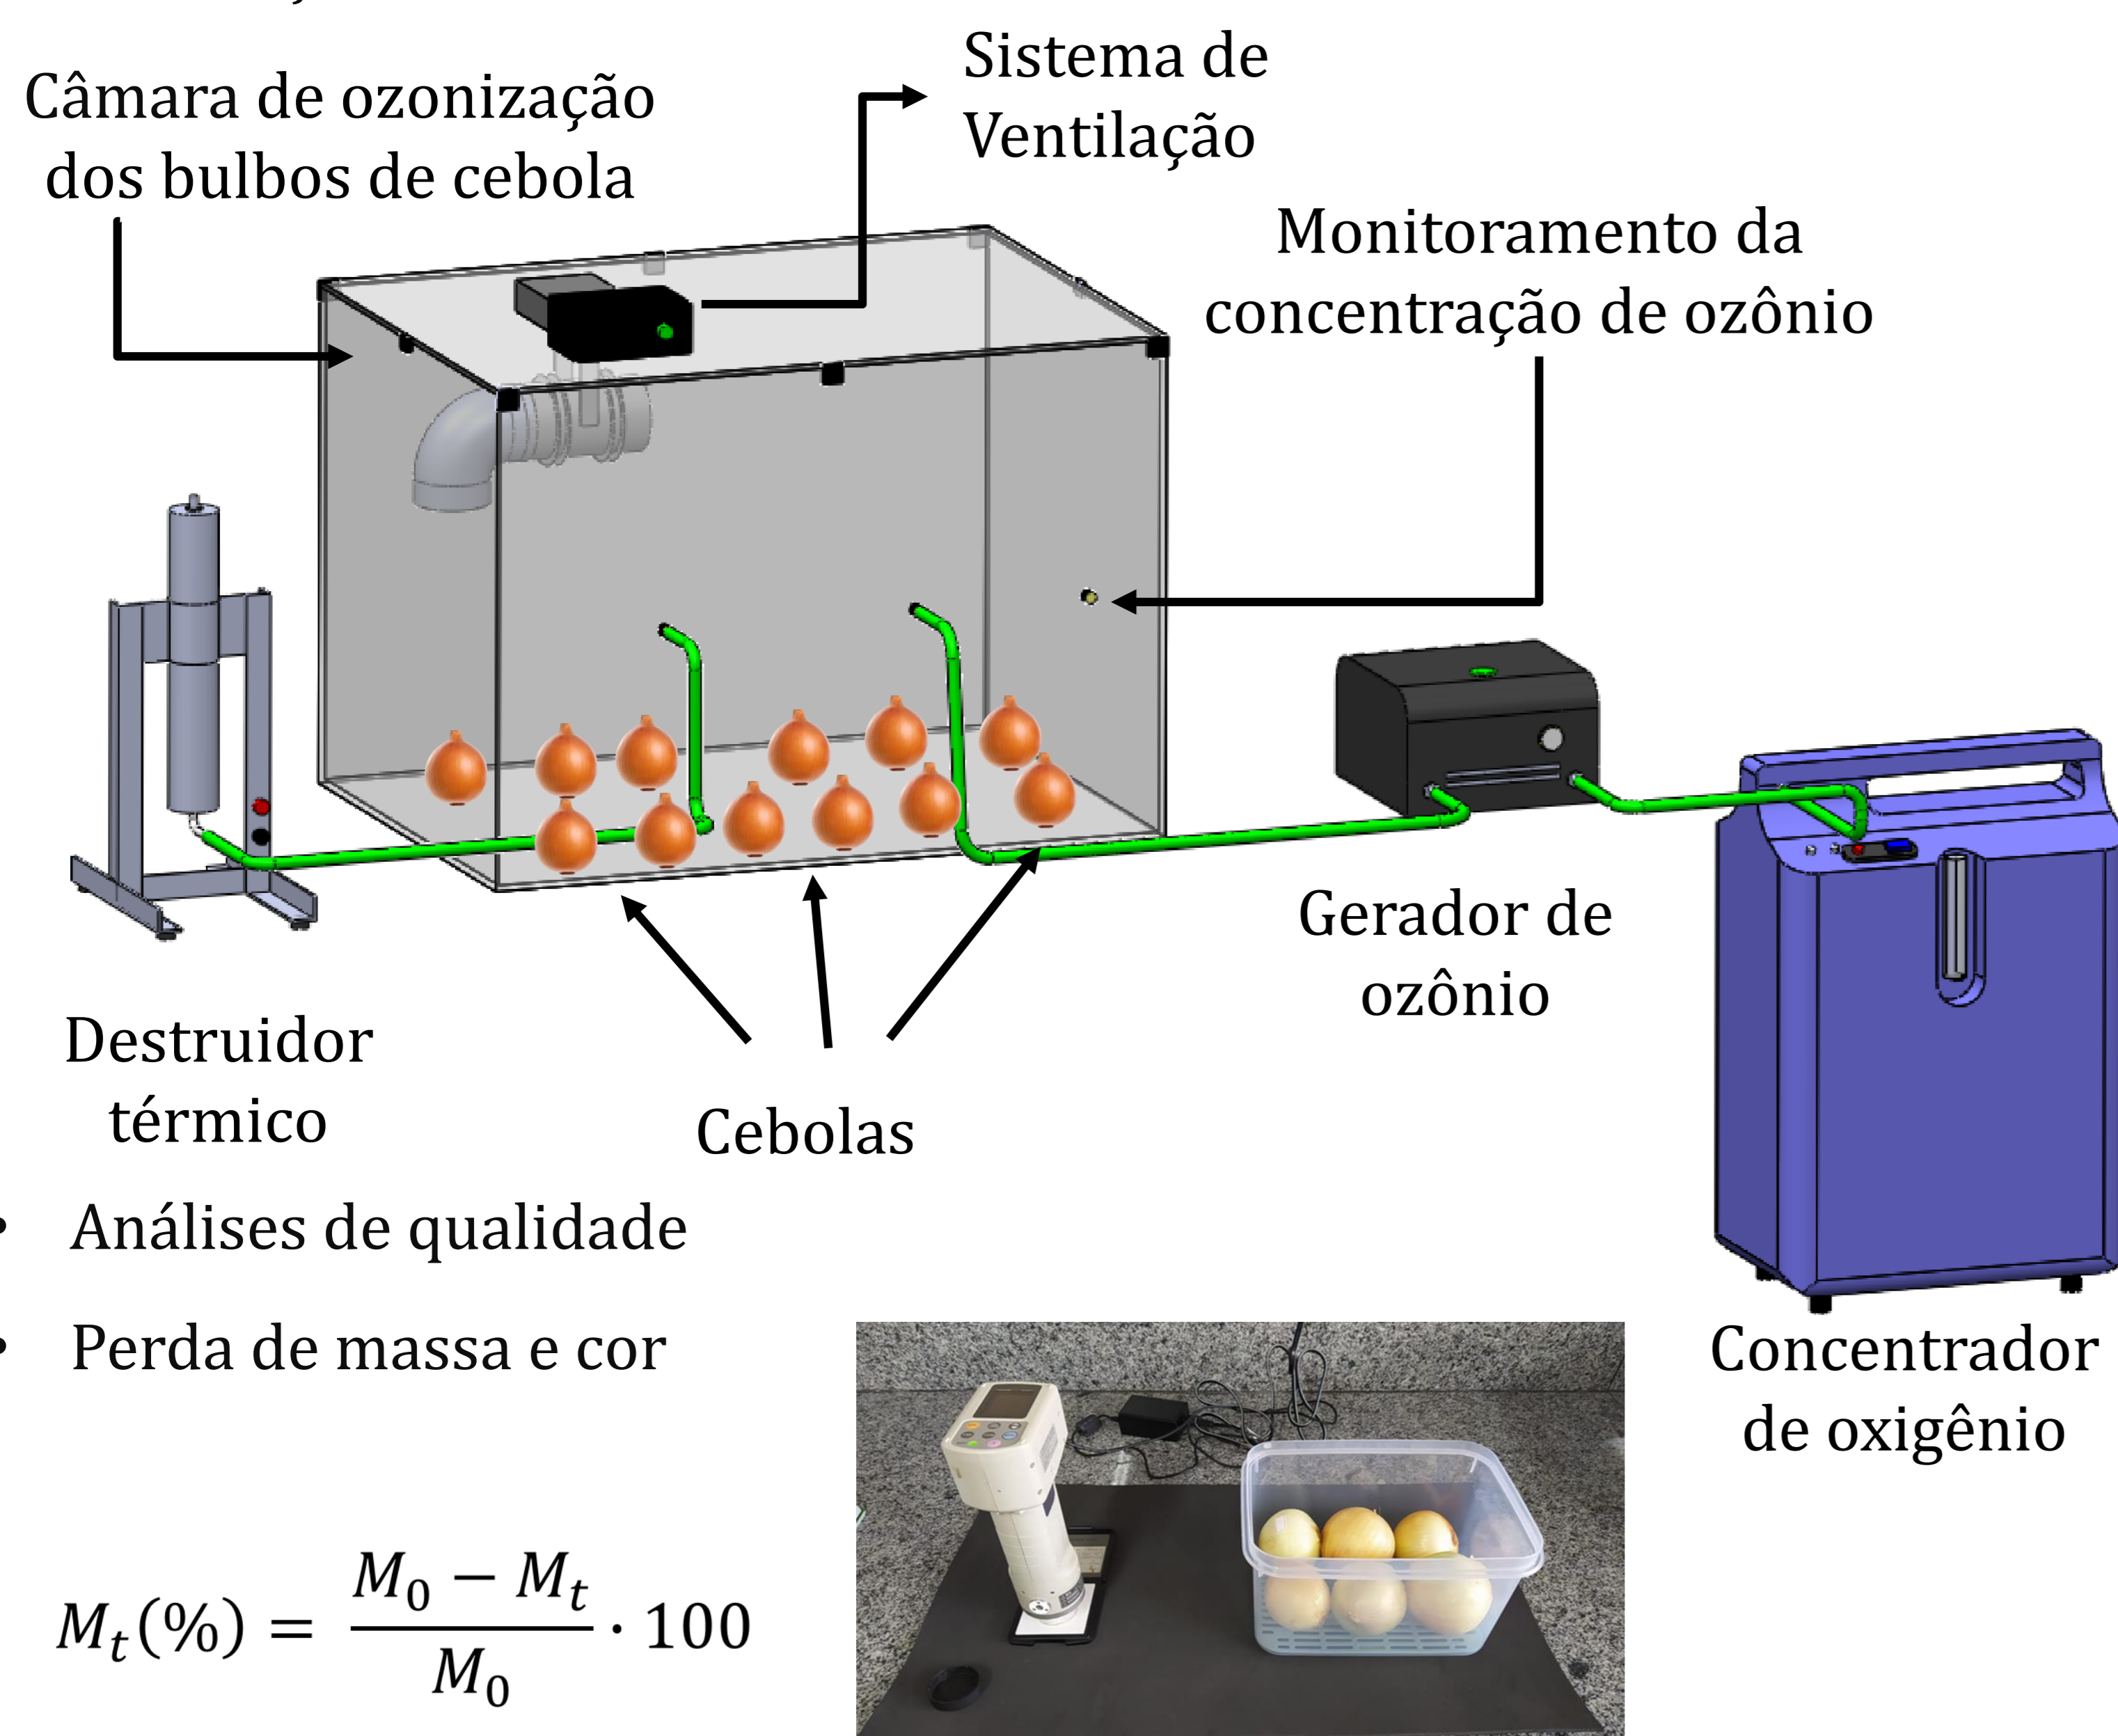 Câmara de ozonização
dos bulbos de cebola
Sistema de
Ventilação
Monitoramento da
concentração de ozônio
Gerador de
ozônio
Destruidor
térmico
Cebolas
Concentrador
de oxigênio
• Análises de qualidade
• Perda de massa e cor
M_t(%) = \frac{M_0 − M_t}{M_0} · 100